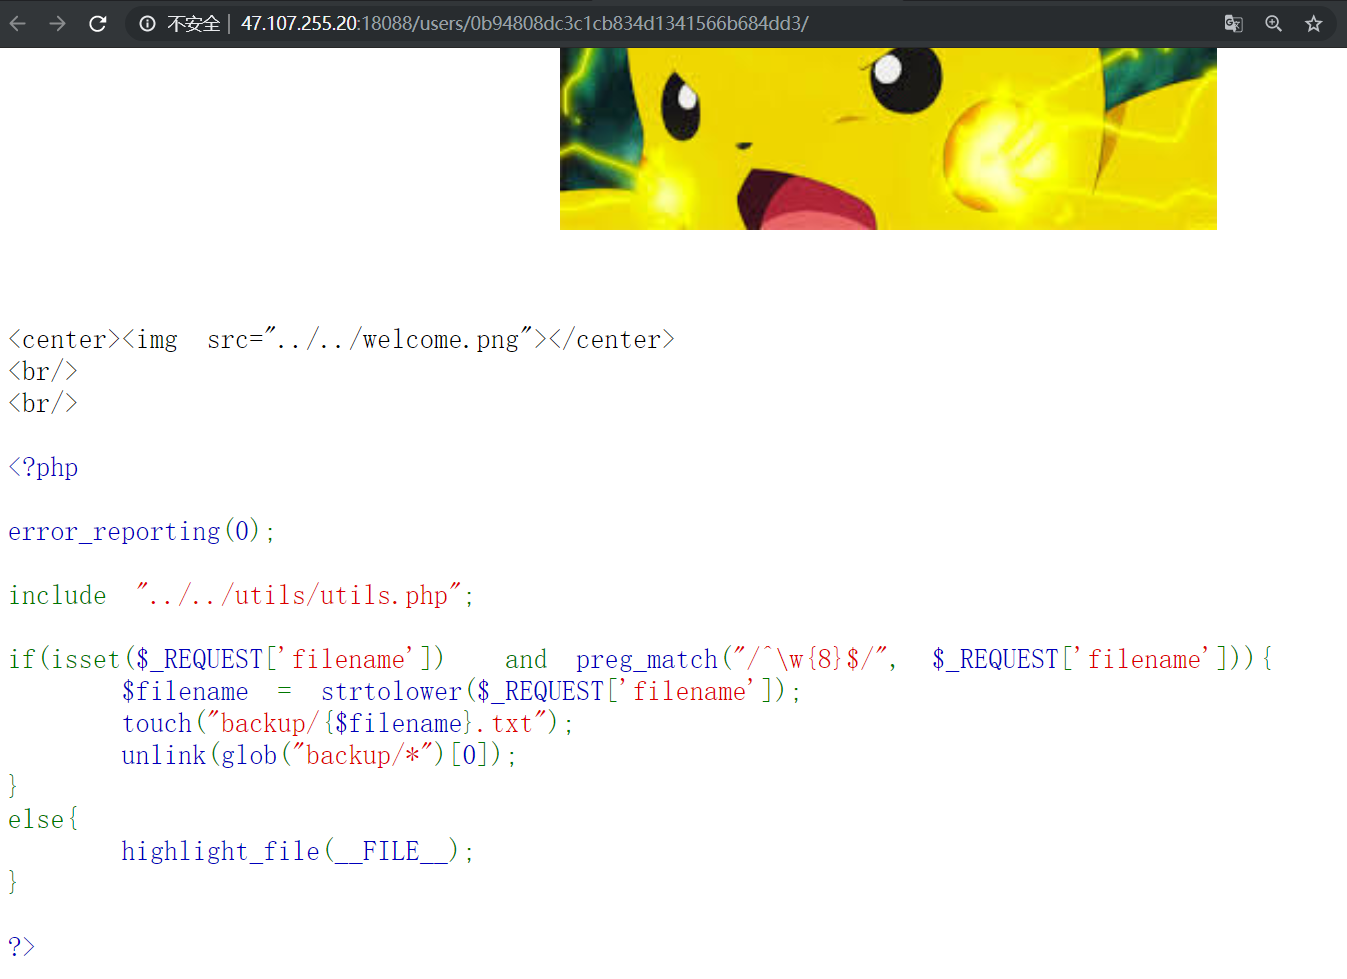 不安全 | 47.107.255.20:18088/users/0b94808dc3c1cb834d1341566b684dd3/
<center><img  src="../../welcome.png"></center>
<br/>
<br/>
<?php
error_reporting(0);
include  "../../utils/utils.php";
if(isset($_REQUEST['filename'])    and  preg_match("/^\w{8}$/",  $_REQUEST['filename'])){
        $filename  =  strtolower($_REQUEST['filename']);
        touch("backup/{$filename}.txt");
        unlink(glob("backup/*")[0]);
}
else{
        highlight_file(__FILE__);
}
?>